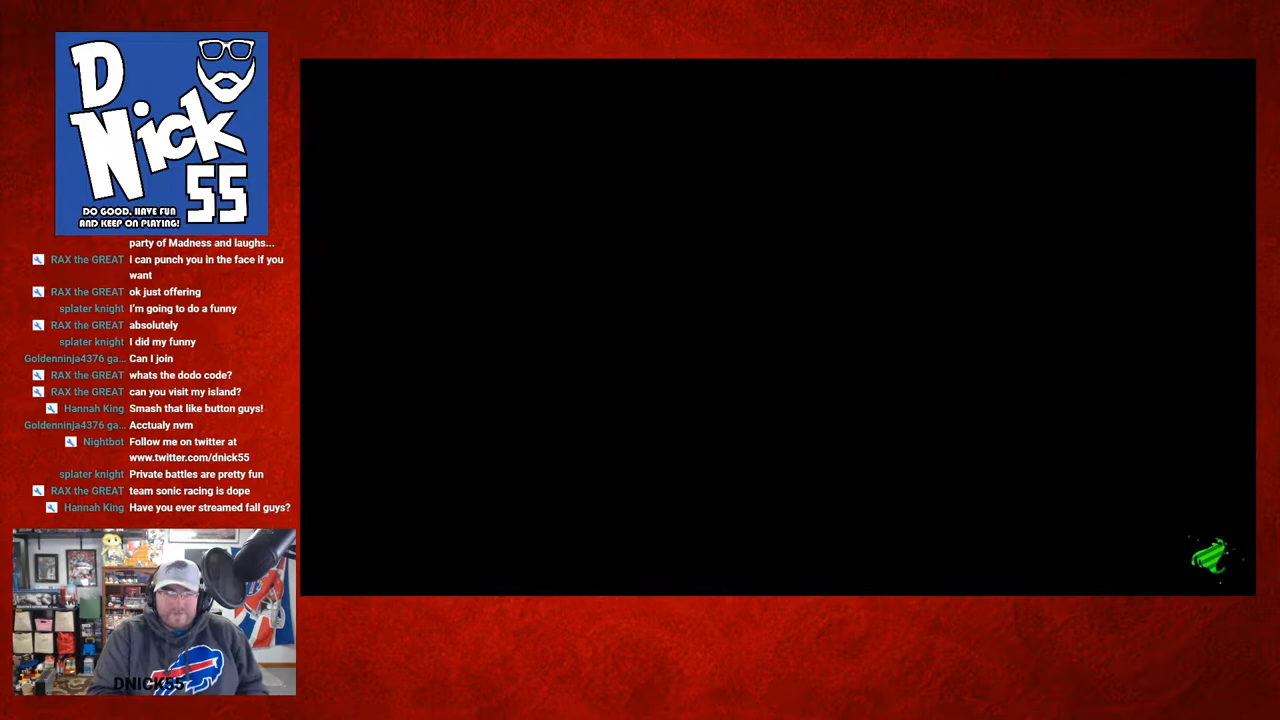 D
Nick
55
DO GOOD. HAVE FUN
AND KEEP ON PLAYING!
party of Madness and laughs...
RAX the GREAT i can punch you in the face if you
want
RAX the GREAT ok just offering
splater knight I'm going to do a funny
RAX the GREAT absolutely
splater knight I did my funny
Goldenninja4376 ga... Can I join
RAX the GREAT whats the dodo code?
RAX the GREAT can you visit my island?
Hannah King Smash that like button guys!
Goldenninja4376 ga... Acctualy nvm
Nightbot Follow me on twitter at
www.twitter.com/dnick55
splater knight Private battles are pretty fun
RAX the GREAT team sonic racing is dope
Hannah King Have you ever streamed fall guys?
DNICK55